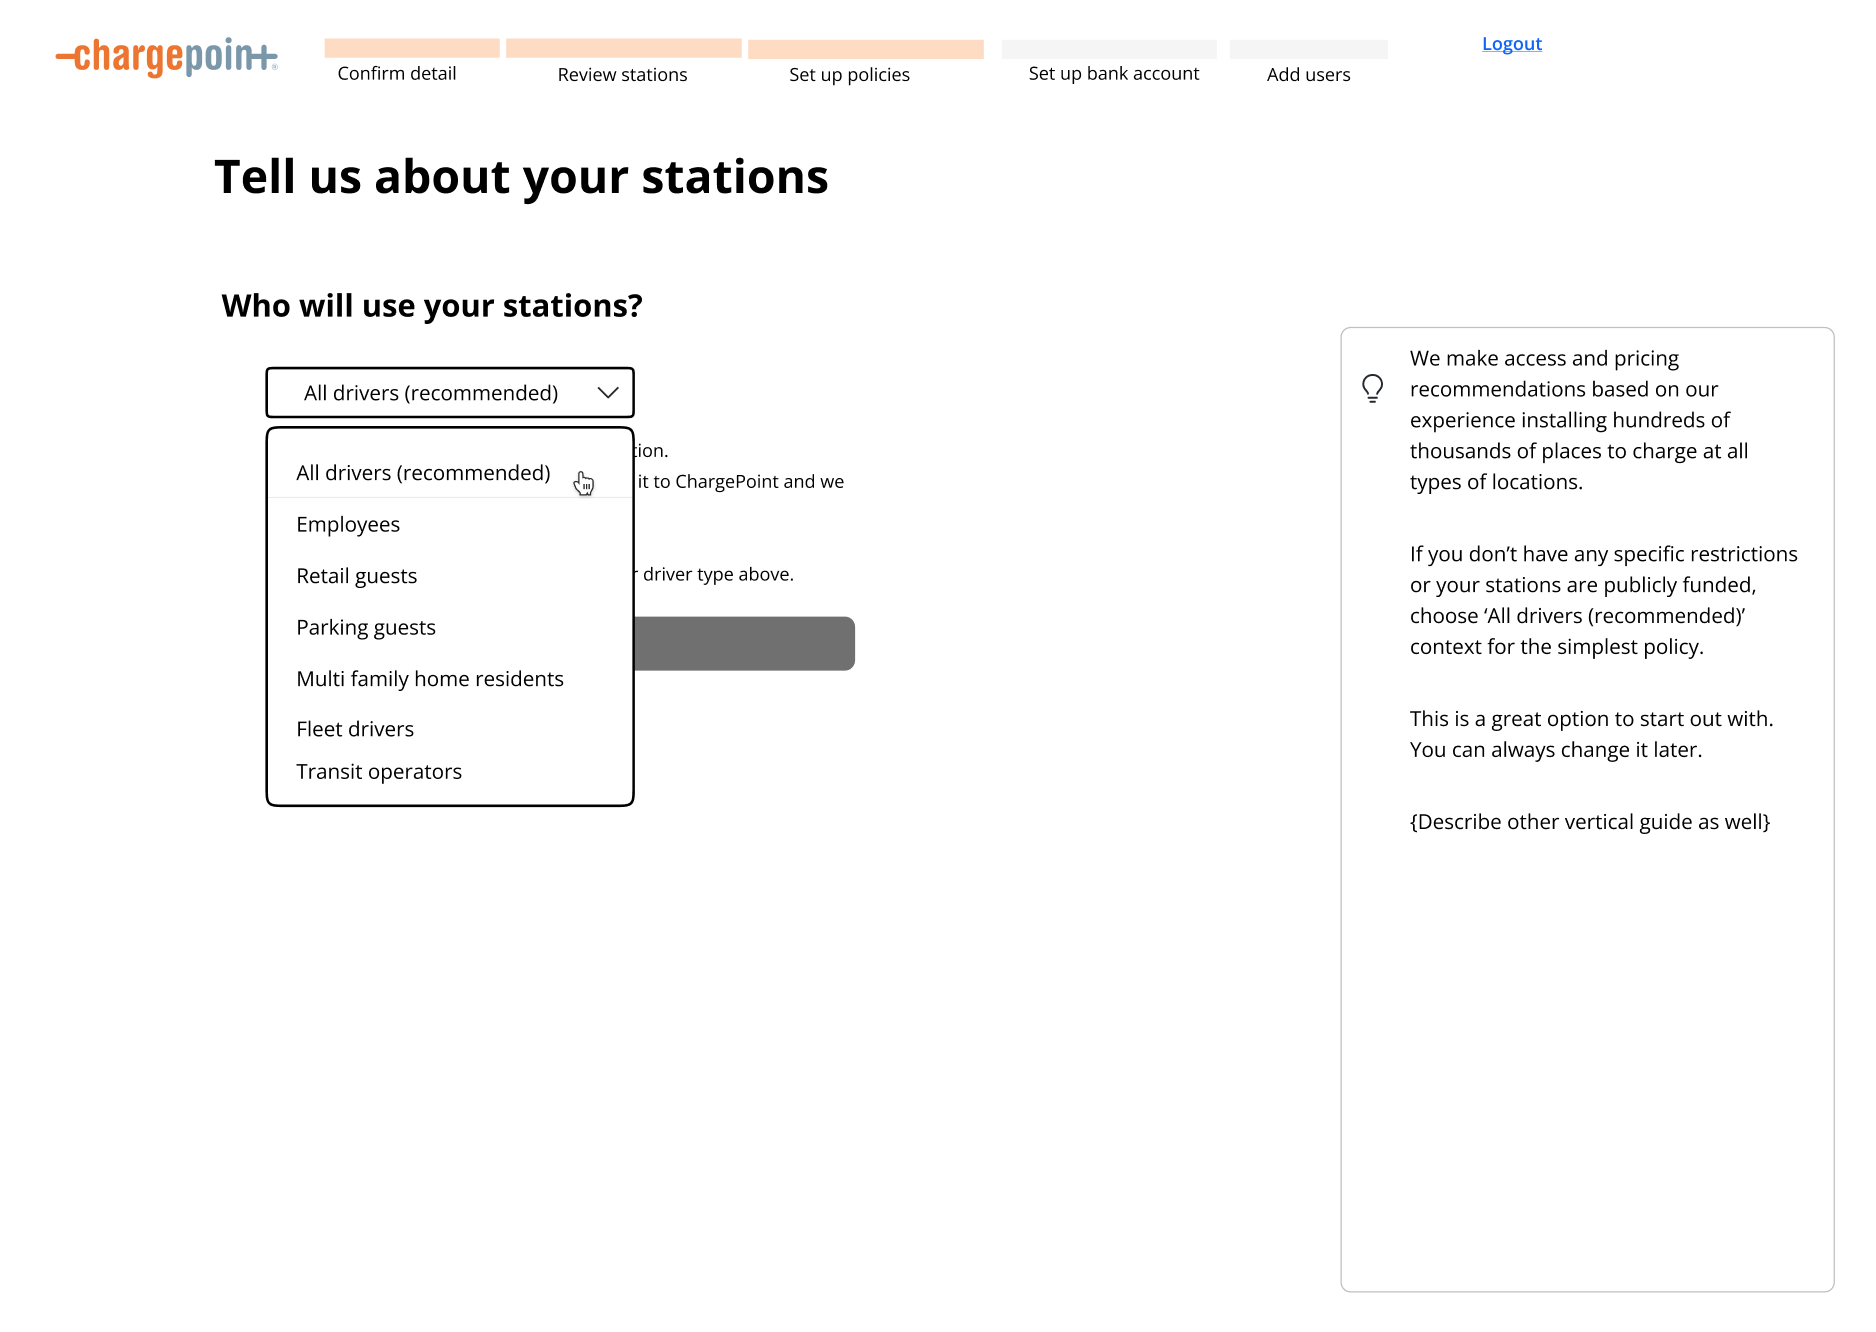 chargepoint®
Confirm detail
Review stations
Set up policies
Set up bank account
Add users
Logout
Tell us about your stations
Who will use your stations?
All drivers (recommended)
All drivers (recommended)
Employees
Retail guests
Parking guests
Multi family home residents
Fleet drivers
Transit operators
it to ChargePoint and we
driver type above.
We make access and pricing
recommendations based on our
experience installing hundreds of
thousands of places to charge at all
types of locations.
If you don’t have any specific restrictions
or your stations are publicly funded,
choose ‘All drivers (recommended)’
context for the simplest policy.
This is a great option to start out with.
You can always change it later.
{Describe other vertical guide as well}